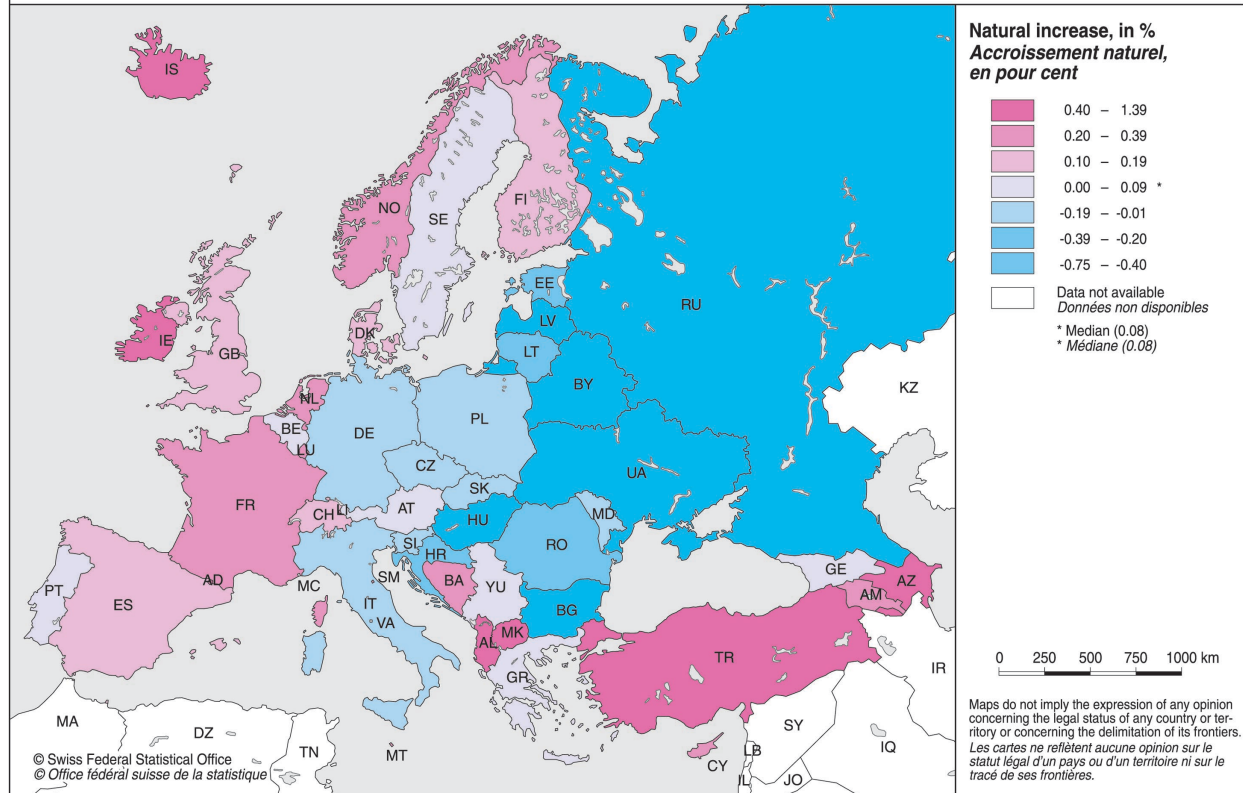 Natural increase, in %
Accroissement naturel,
en pour cent
0.40 – 1.39
0.20 – 0.39
0.10 – 0.19
0.00 – 0.09 *
-0.19 – -0.01
-0.39 – -0.20
-0.75 – -0.40
Data not available
Données non disponibles
* Median (0.08)
* Médiane (0.08)
IS
NO
SE
FI
RU
EE
LV
LT
DK
IE
GB
BY
KZ
NL
BE
DE
PL
LU
CZ
UA
SK
FR
CH
LI
AT
HU
MD
SI
HR
RO
AD
MC
SM
BA
YU
GE
AZ
AM
PT
ES
IT
VA
BG
MK
AL
TR
GR
IR
MA
DZ
TN
MT
CY
SY
LB
IL
JO
IQ
0 250 500 750 1000 km
Maps do not imply the expression of any opinion
concerning the legal status of any country or ter-
ritory or concerning the delimitation of its frontiers.
Les cartes ne reflètent aucune opinion sur le
statut légal d'un pays ou d'un territoire ni sur le
tracé de ses frontières.
© Swiss Federal Statistical Office
© Office fédéral suisse de la statistique